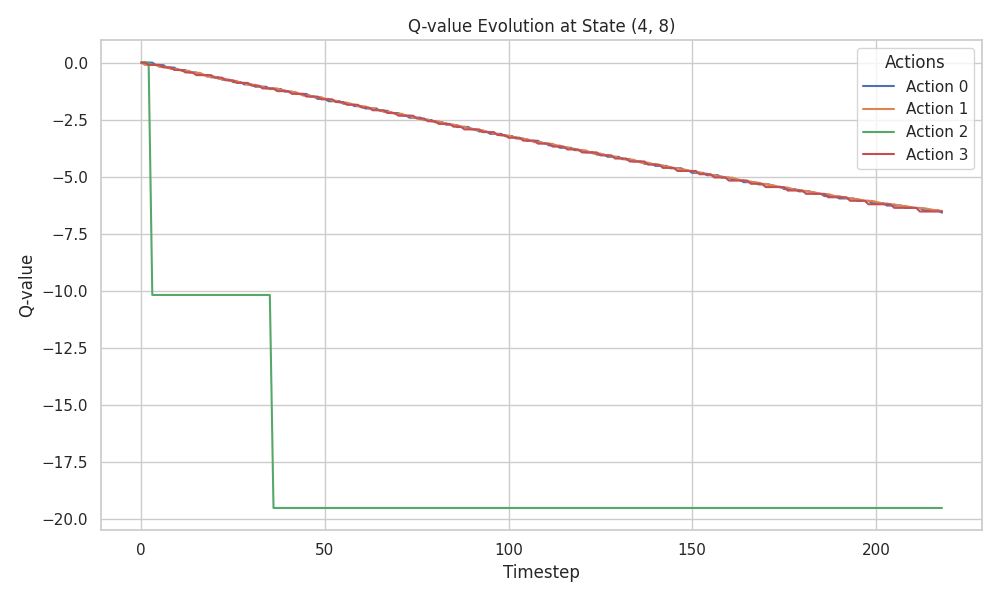 Q-value Evolution at State (4, 8)
Actions
Action 0
Action 1
Action 2
Action 3
Q-value
0.0
−2.5
−5.0
−7.5
−10.0
−12.5
−15.0
−17.5
−20.0
0 50 100 150 200
Timestep